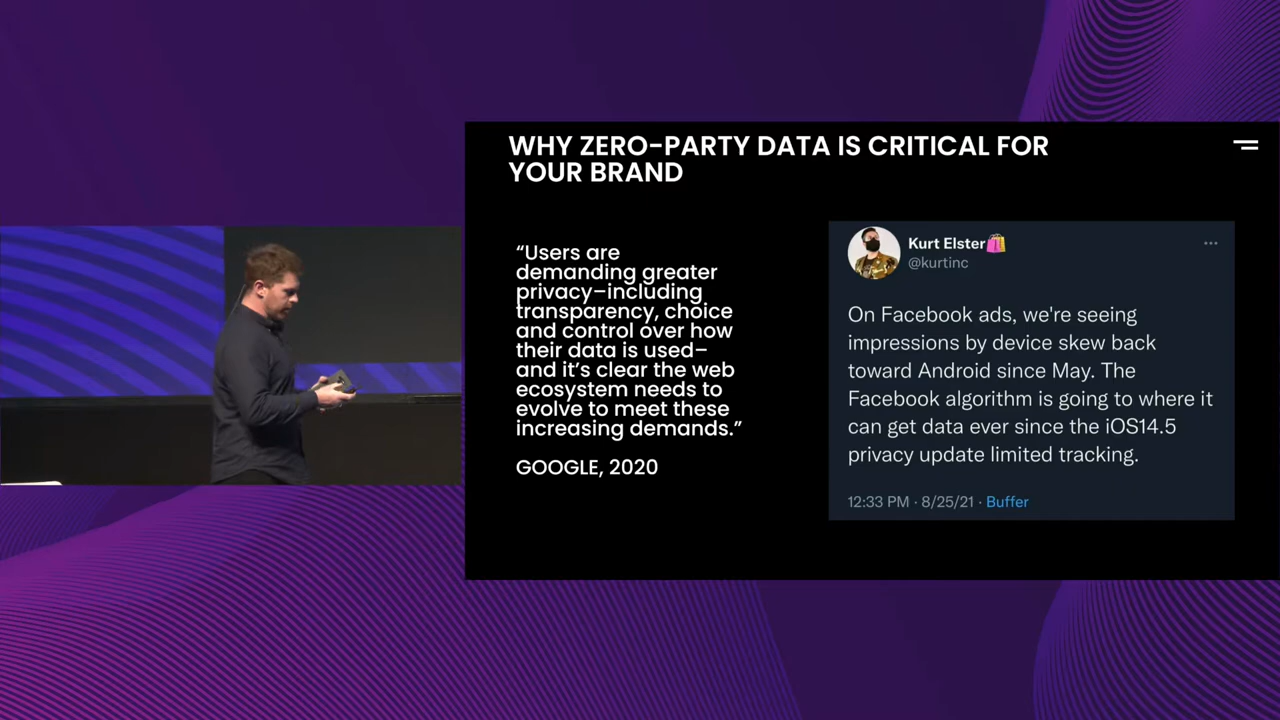 WHY ZERO-PARTY DATA IS CRITICAL FOR
YOUR BRAND
“Users are
demanding greater
privacy–including
transparency, choice
and control over how
their data is used–
and it’s clear the web
ecosystem needs to
evolve to meet these
increasing demands.”
GOOGLE, 2020
Kurt Elster🛍️
@kurtinc
On Facebook ads, we're seeing
impressions by device skew back
toward Android since May. The
Facebook algorithm is going to where it
can get data ever since the iOS14.5
privacy update limited tracking.
12:33 PM · 8/25/21 · Buffer